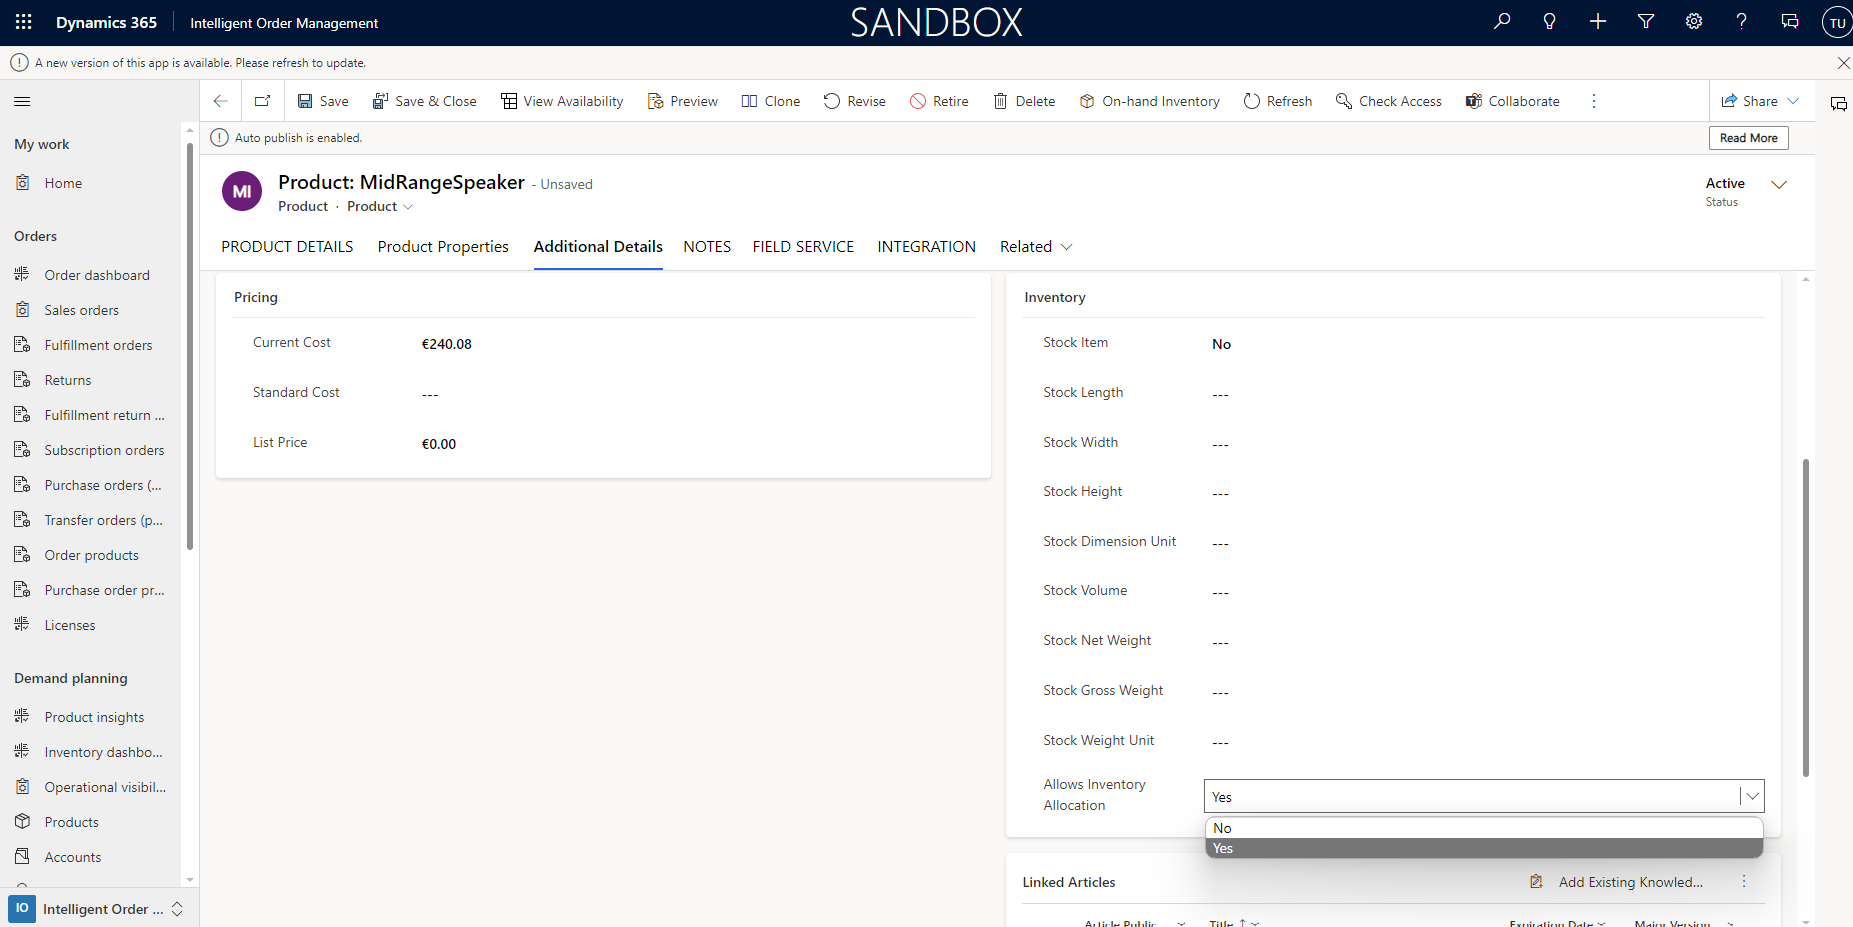 Dynamics 365
Intelligent Order Management
SANDBOX
TU
A new version of this app is available. Please refresh to update.
My work
Home
Orders
Order dashboard
Sales orders
Fulfillment orders
Returns
Fulfillment return ...
Subscription orders
Purchase orders (...
Transfer orders (p...
Order products
Purchase order pr...
Licenses
Demand planning
Product insights
Inventory dashbo...
Operational visibil...
Products
Accounts
IO Intelligent Order ...
Save
Save & Close
View Availability
Preview
Clone
Revise
Retire
Delete
On-hand Inventory
Refresh
Check Access
Collaborate
Share
Auto publish is enabled.
Read More
MI
Product: MidRangeSpeaker - Unsaved
Product · Product
Active
Status
PRODUCT DETAILS
Product Properties
Additional Details
NOTES
FIELD SERVICE
INTEGRATION
Related
Pricing
Current Cost €240.08
Standard Cost ---
List Price €0.00
Inventory
Stock Item No
Stock Length ---
Stock Width ---
Stock Height ---
Stock Dimension Unit ---
Stock Volume ---
Stock Net Weight ---
Stock Gross Weight ---
Stock Weight Unit ---
Allows Inventory
Allocation
Yes
No
Yes
Linked Articles
Add Existing Knowled...
Article Public
Title ↑
Expiration Date
Major Version